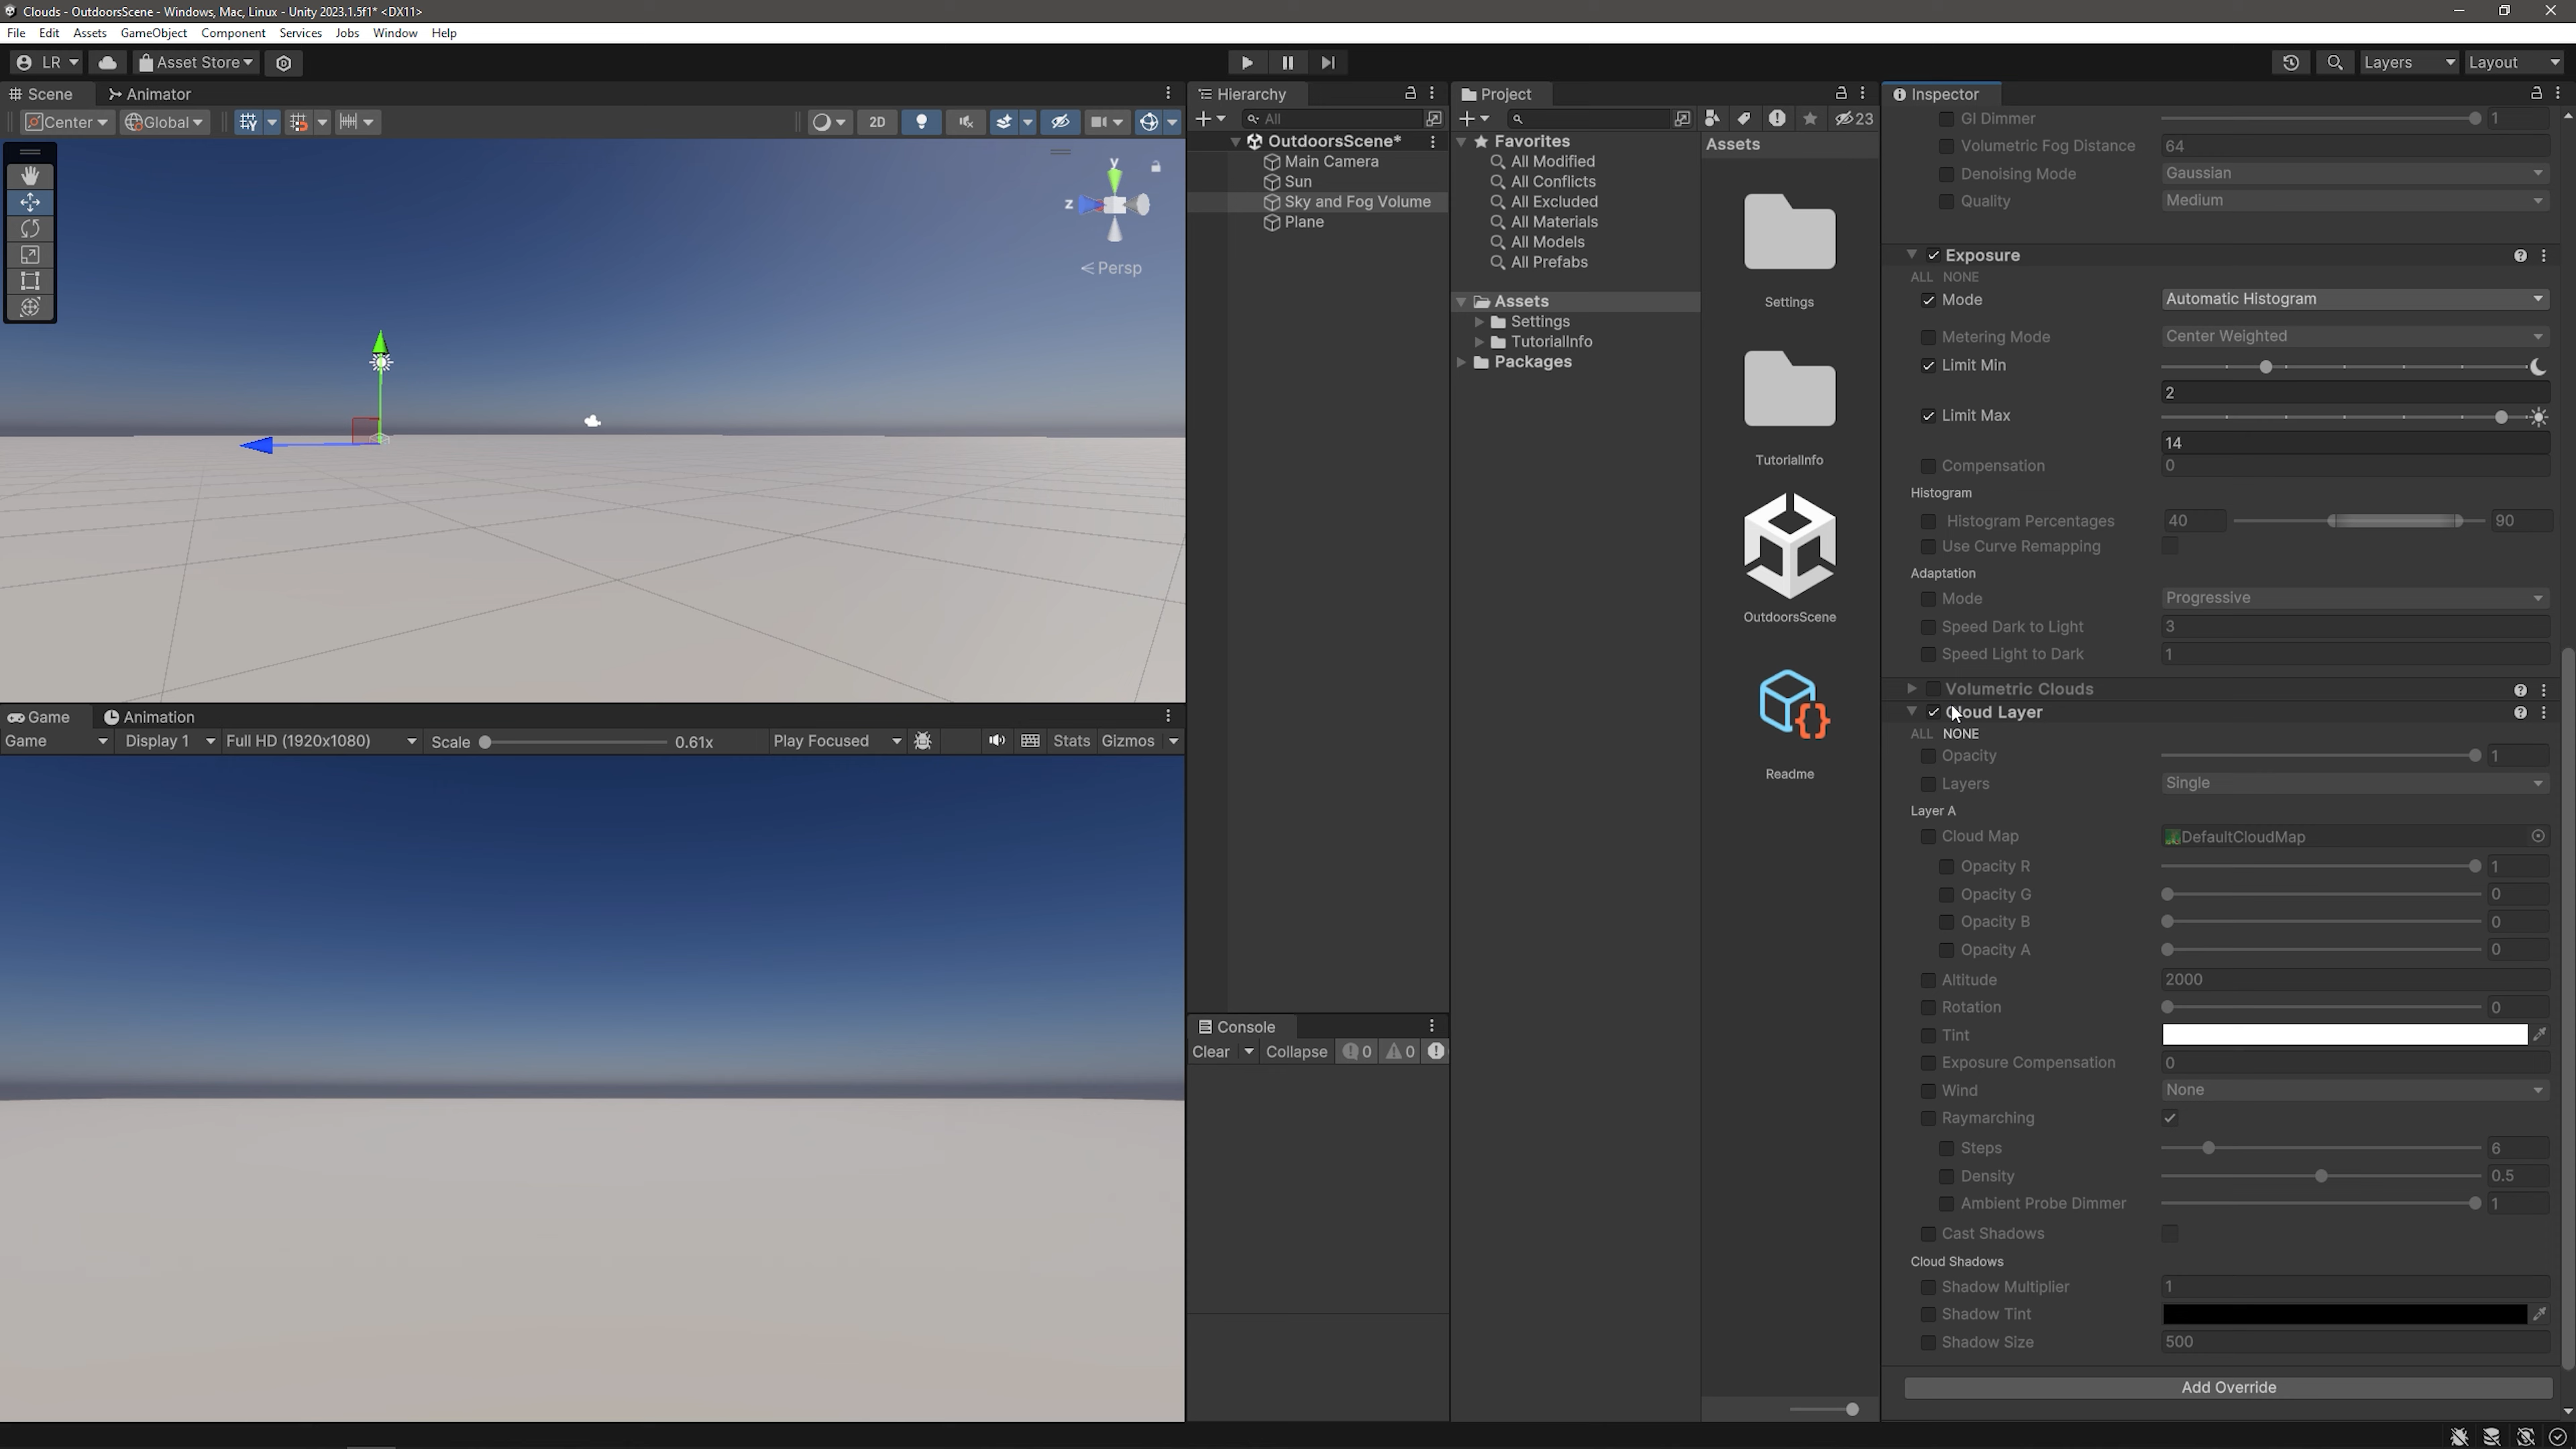 Clouds - OutdoorsScene - Windows, Mac, Linux - Unity 2023.1.5f1* <DX11>
File Edit Assets GameObject Component Services Jobs Window Help
LR Asset Store Layers Layout
Scene Animator
Center Global 2D
y
z
Persp
Game Animation
Game Display 1 Full HD (1920x1080) Scale 0.61x Play Focused Stats Gizmos
Hierarchy
All
OutdoorsScene*
Main Camera
Sun
Sky and Fog Volume
Plane
Console
Clear Collapse 0 0
Project
23
Favorites
All Modified
All Conflicts
All Excluded
All Materials
All Models
All Prefabs
Assets
Settings
TutorialInfo
Packages
Assets
Settings
TutorialInfo
OutdoorsScene
Readme
Inspector
GI Dimmer 1
Volumetric Fog Distance 64
Denoising Mode Gaussian
Quality Medium
Exposure
ALL NONE
Mode Automatic Histogram
Metering Mode Center Weighted
Limit Min
2
Limit Max
14
Compensation 0
Histogram
Histogram Percentages 40 90
Use Curve Remapping
Adaptation
Mode Progressive
Speed Dark to Light 3
Speed Light to Dark 1
Volumetric Clouds
Cloud Layer
ALL NONE
Opacity 1
Layers Single
Layer A
Cloud Map DefaultCloudMap
Opacity R 1
Opacity G 0
Opacity B 0
Opacity A 0
Altitude 2000
Rotation 0
Tint
Exposure Compensation 0
Wind None
Raymarching
Steps 6
Density 0.5
Ambient Probe Dimmer 1
Cast Shadows
Cloud Shadows
Shadow Multiplier 1
Shadow Tint
Shadow Size 500
Add Override